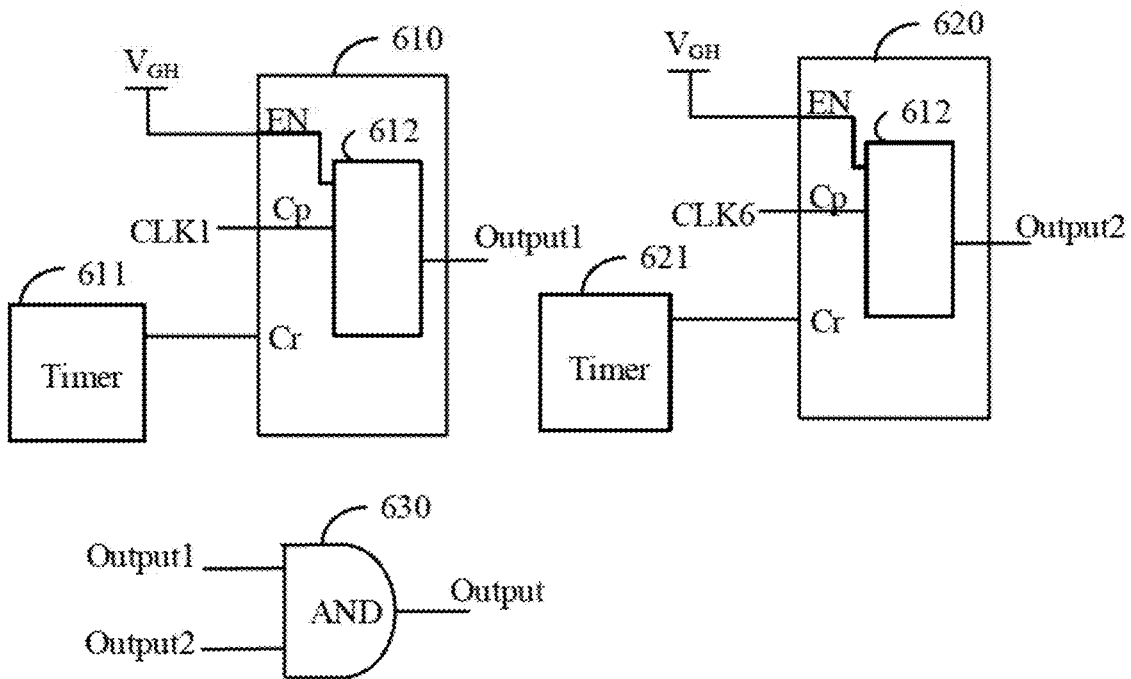 610
V_GH
EN
612
Cp
CLK1
Output1
611
Cr
Timer
620
V_GH
EN
612
Cp
CLK6
Output2
621
Cr
Timer
630
Output1
AND
Output
Output2